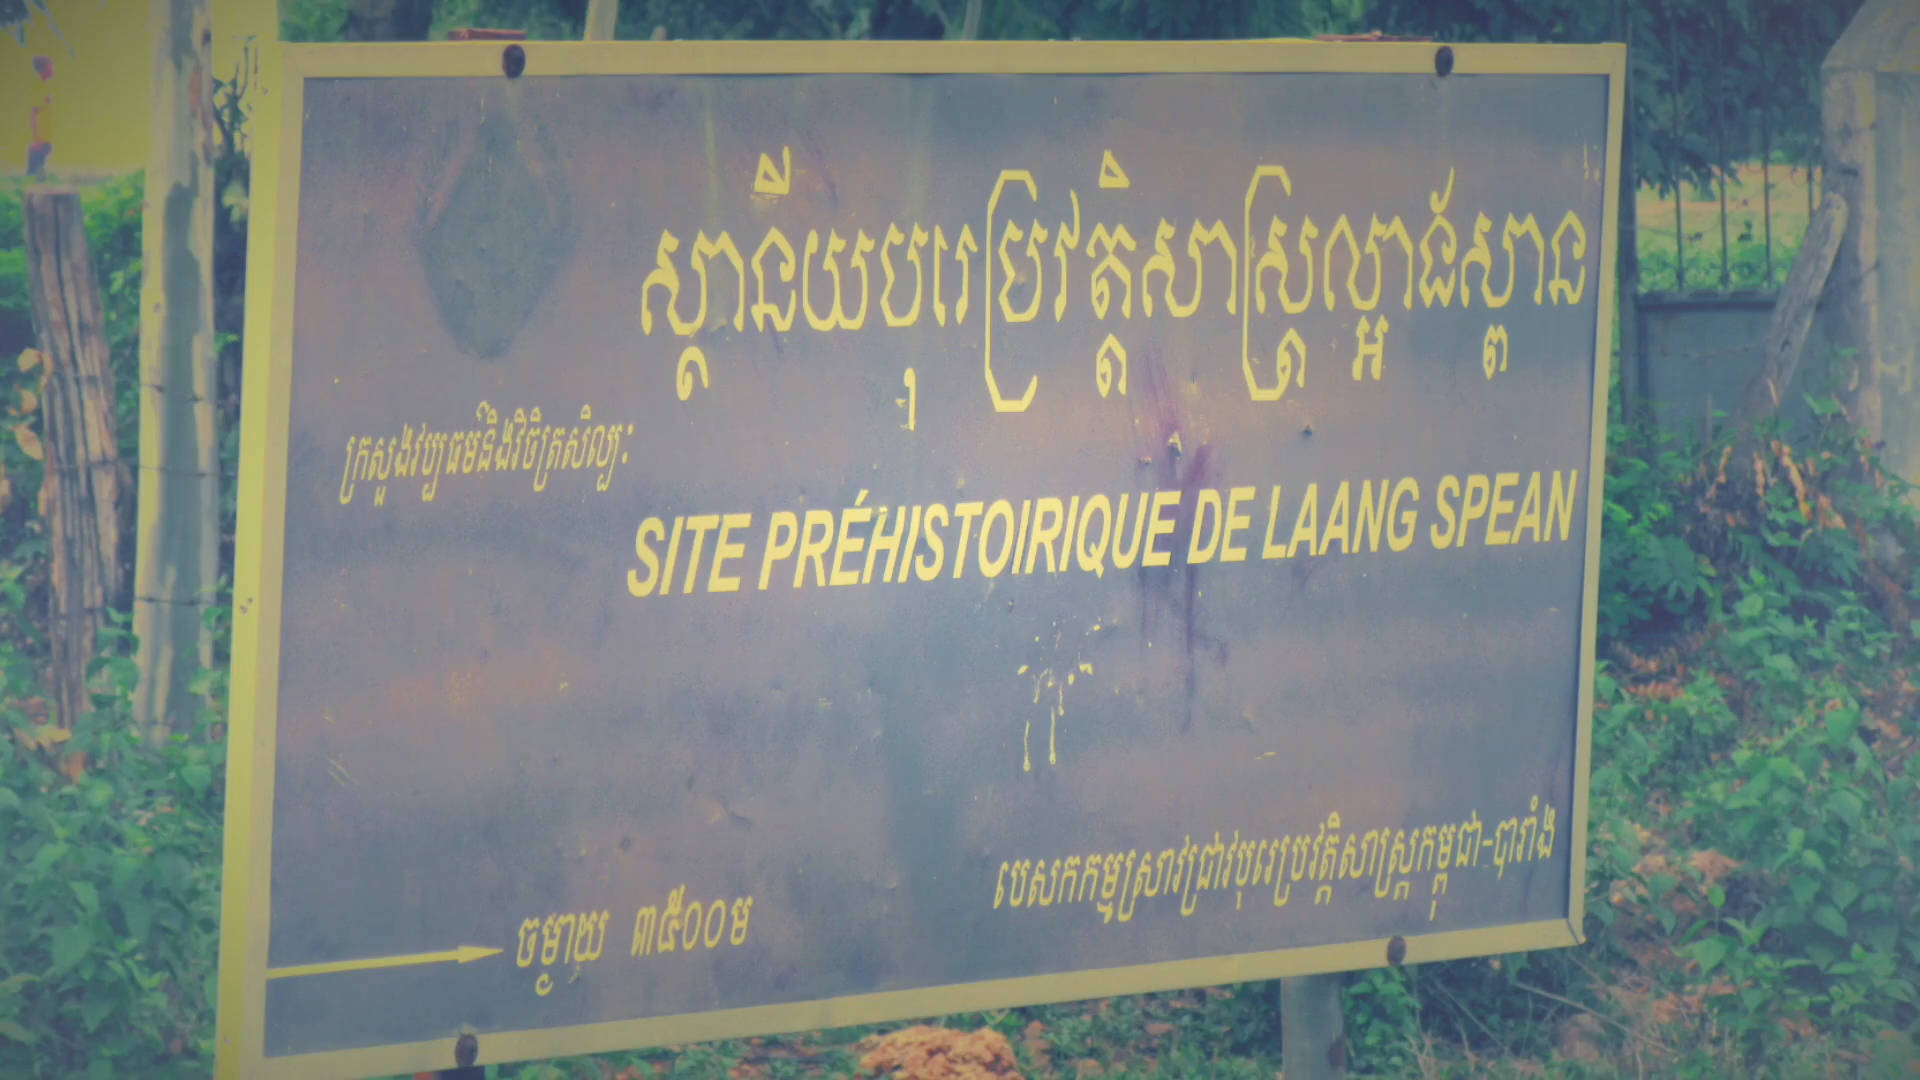 ស្ថានីយបុរេប្រវត្តិសាស្ត្រល្អាងស្ពាន
ក្រសួងវប្បធម៌និងវិចិត្រសិល្បៈ
SITE PRÉHISTOIRIQUE DE LAANG SPEAN
បេសកកម្មស្រាវជ្រាវបុរេប្រវត្តិសាស្ត្រកម្ពុជា-បារាំង
ចម្ងាយ ៣៥០០ម